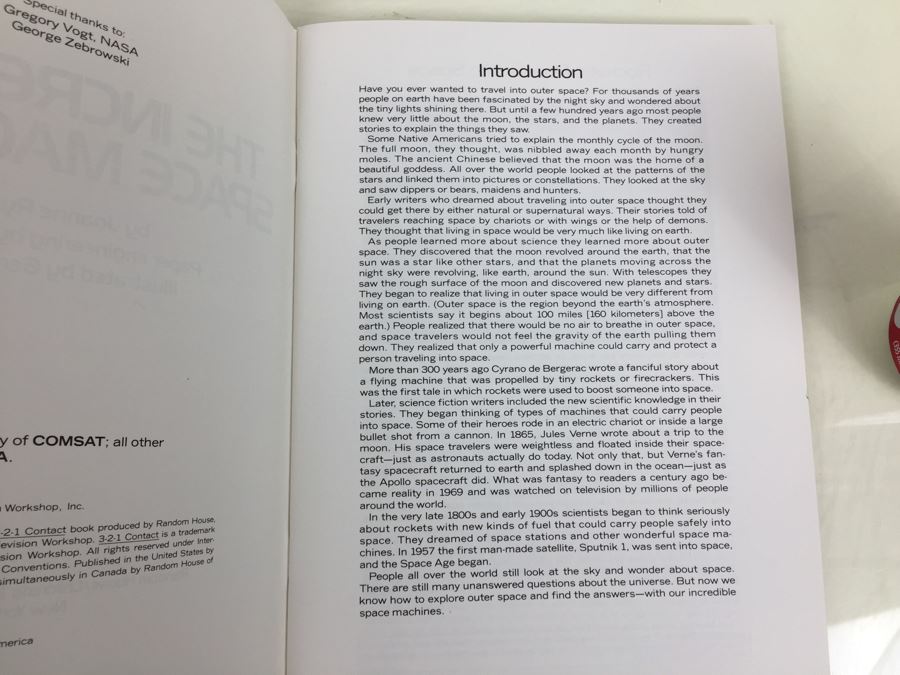 Special thanks to:
Gregory Vogt, NASA
George Zebrowski
y of COMSAT; all other
A.
Workshop, Inc.
-2-1 Contact book produced by Random House,
evision Workshop. 3-2-1 Contact is a trademark
sion Workshop. All rights reserved under Inter-
Conventions. Published in the United States by
simultaneously in Canada by Random House of
merica
Introduction
Have you ever wanted to travel into outer space? For thousands of years
people on earth have been fascinated by the night sky and wondered about
the tiny lights shining there. But until a few hundred years ago most people
knew very little about the moon, the stars, and the planets. They created
stories to explain the things they saw.
Some Native Americans tried to explain the monthly cycle of the moon.
The full moon, they thought, was nibbled away each month by hungry
moles. The ancient Chinese believed that the moon was the home of a
beautiful goddess. All over the world people looked at the patterns of the
stars and linked them into pictures or constellations. They looked at the sky
and saw dippers or bears, maidens and hunters.
Early writers who dreamed about traveling into outer space thought they
could get there by either natural or supernatural ways. Their stories told of
travelers reaching space by chariots or with wings or the help of demons.
They thought that living in space would be very much like living on earth.
As people learned more about science they learned more about outer
space. They discovered that the moon revolved around the earth, that the
sun was a star like other stars, and that the planets moving across the
night sky were revolving, like earth, around the sun. With telescopes they
saw the rough surface of the moon and discovered new planets and stars.
They began to realize that living in outer space would be very different from
living on earth. (Outer space is the region beyond the earth's atmosphere.
Most scientists say it begins about 100 miles [160 kilometers] above the
earth.) People realized that there would be no air to breathe in outer space,
and space travelers would not feel the gravity of the earth pulling them
down. They realized that only a powerful machine could carry and protect a
person traveling into space.
More than 300 years ago Cyrano de Bergerac wrote a fanciful story about
a flying machine that was propelled by tiny rockets or firecrackers. This
was the first tale in which rockets were used to boost someone into space.
Later, science fiction writers included the new scientific knowledge in their
stories. They began thinking of types of machines that could carry people
into space. Some of their heroes rode in an electric chariot or inside a large
bullet shot from a cannon. In 1865, Jules Verne wrote about a trip to the
moon. His space travelers were weightless and floated inside their space-
craft—just as astronauts actually do today. Not only that, but Verne's fan-
tasy spacecraft returned to earth and splashed down in the ocean—just as
the Apollo spacecraft did. What was fantasy to readers a century ago be-
came reality in 1969 and was watched on television by millions of people
around the world.
In the very late 1800s and early 1900s scientists began to think seriously
about rockets with new kinds of fuel that could carry people safely into
space. They dreamed of space stations and other wonderful space ma-
chines. In 1957 the first man-made satellite, Sputnik 1, was sent into space,
and the Space Age began.
People all over the world still look at the sky and wonder about space.
There are still many unanswered questions about the universe. But now we
know how to explore outer space and find the answers—with our incredible
space machines.